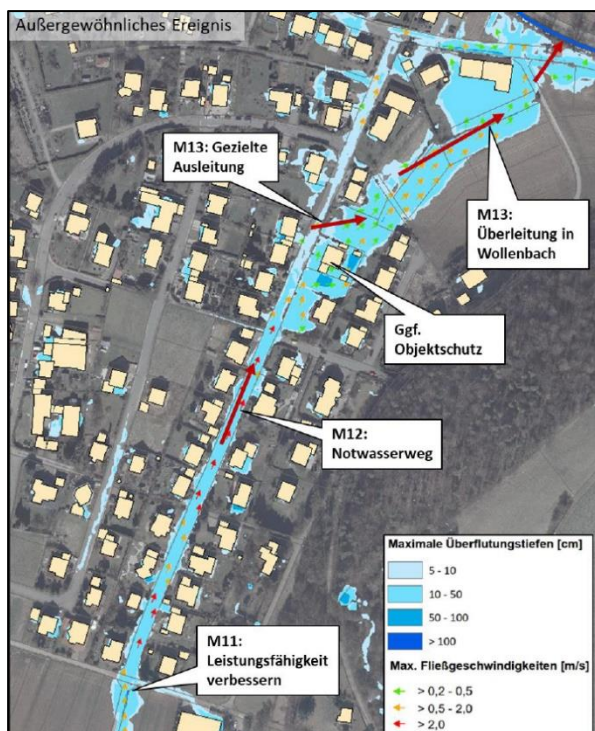 Außergewöhnliches Ereignis
M13: Gezielte
Ausleitung
M13:
Überleitung in
Wollenbach
Ggf.
Objektschutz
M12:
Notwasserweg
M11:
Leistungsfähigkeit
verbessern
Maximale Überflutungstiefen [cm]
5 - 10
10 - 50
50 - 100
> 100
Max. Fließgeschwindigkeiten [m/s]
> 0,2 - 0,5
> 0,5 - 2,0
> 2,0